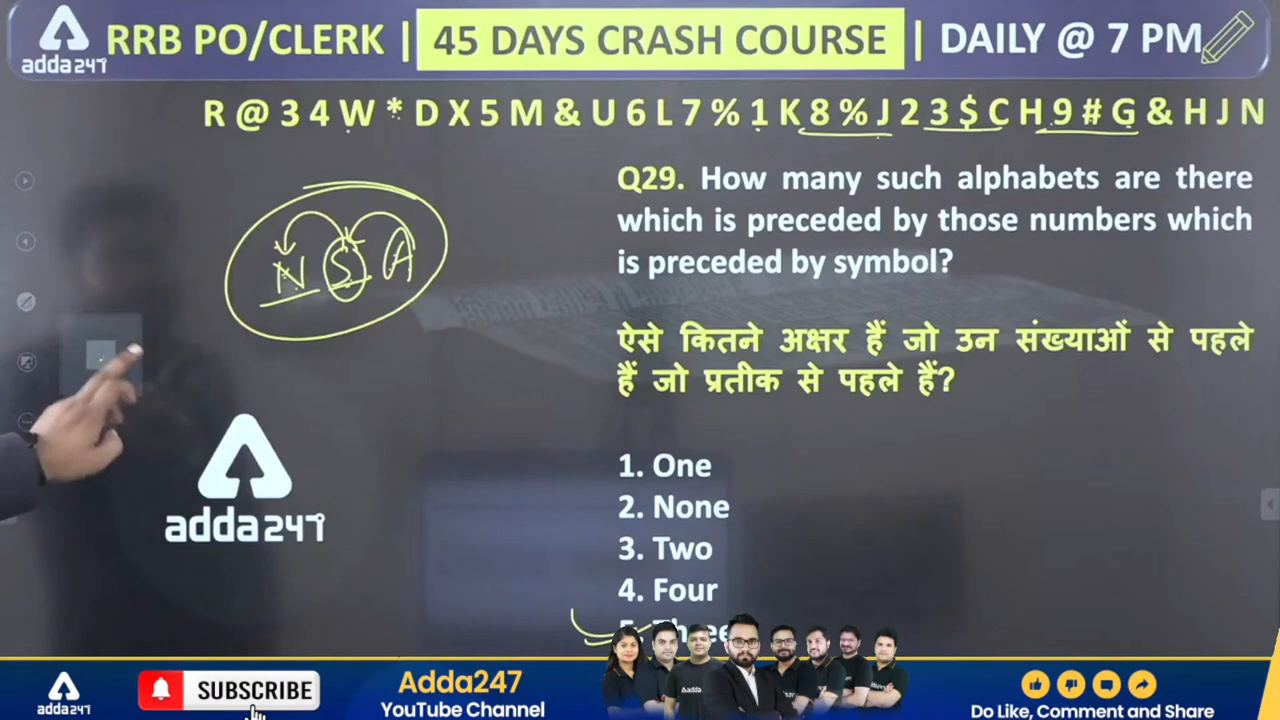 RRB PO/CLERK | 45 DAYS CRASH COURSE | DAILY @ 7 PM
adda247
R @ 3 4 W * D X 5 M & U 6 L 7 % 1 K 8 % J 2 3 $ C H 9 # G & H J N
Q29. How many such alphabets are there
which is preceded by those numbers which
is preceded by symbol?
N S A
ऐसे कितने अक्षर हैं जो उन संख्याओं से पहले
हैं जो प्रतीक से पहले हैं?
adda247
1. One
2. None
3. Two
4. Four
5. Three
adda247
SUBSCRIBE
Adda247
YouTube Channel
Do Like, Comment and Share